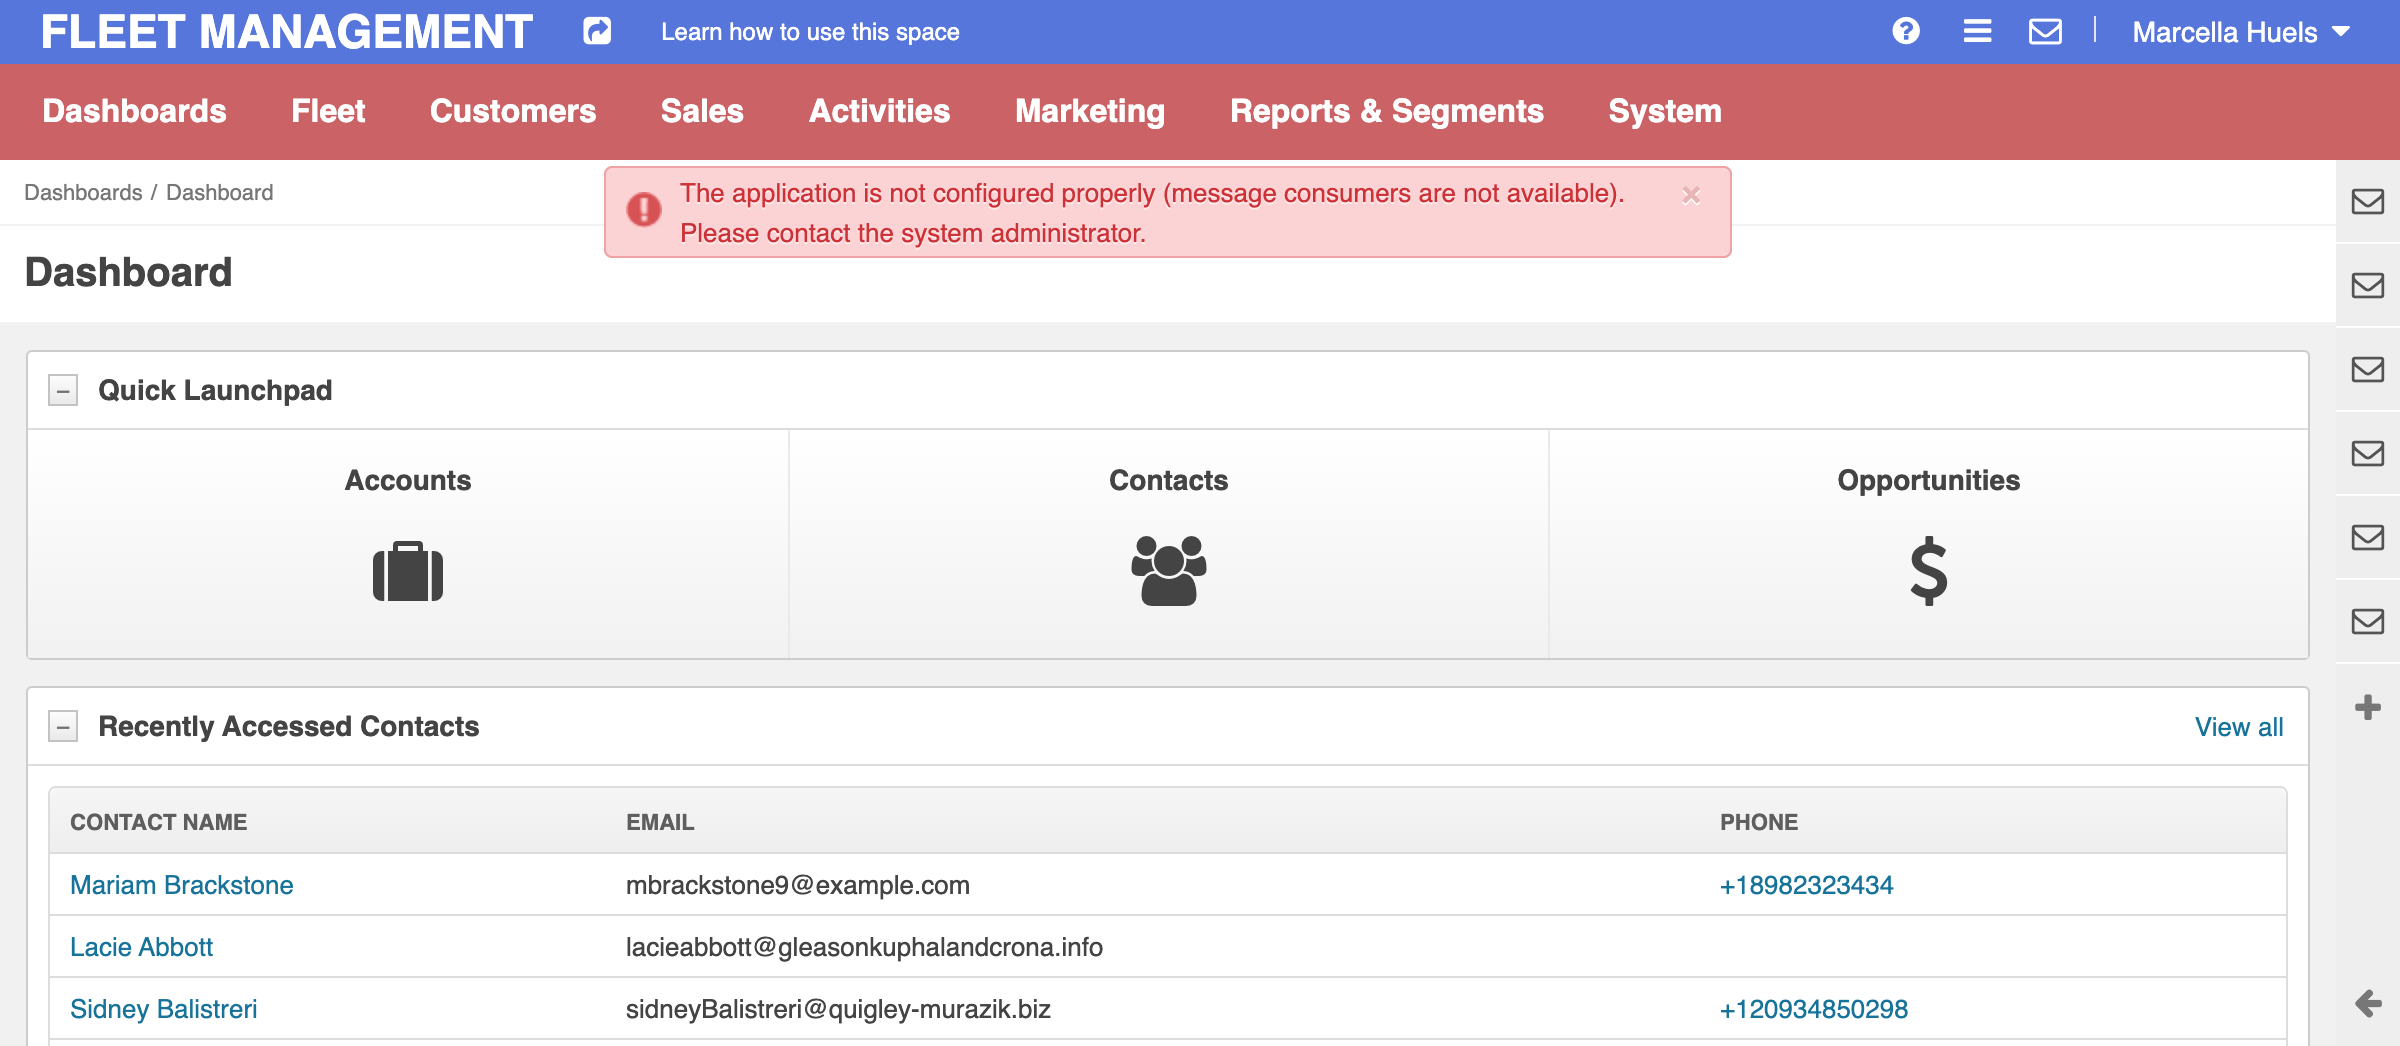 FLEET MANAGEMENT
Learn how to use this space
Marcella Huels
Dashboards Fleet Customers Sales Activities Marketing Reports & Segments System
Dashboards / Dashboard
The application is not configured properly (message consumers are not available).
Please contact the system administrator.
Dashboard
Quick Launchpad
Accounts
Contacts
Opportunities
Recently Accessed Contacts
View all
CONTACT NAME EMAIL PHONE
Mariam Brackstone mbrackstone9@example.com +18982323434
Lacie Abbott lacieabbott@gleasonkuphalandcrona.info
Sidney Balistreri sidneyBalistreri@quigley-murazik.biz +120934850298